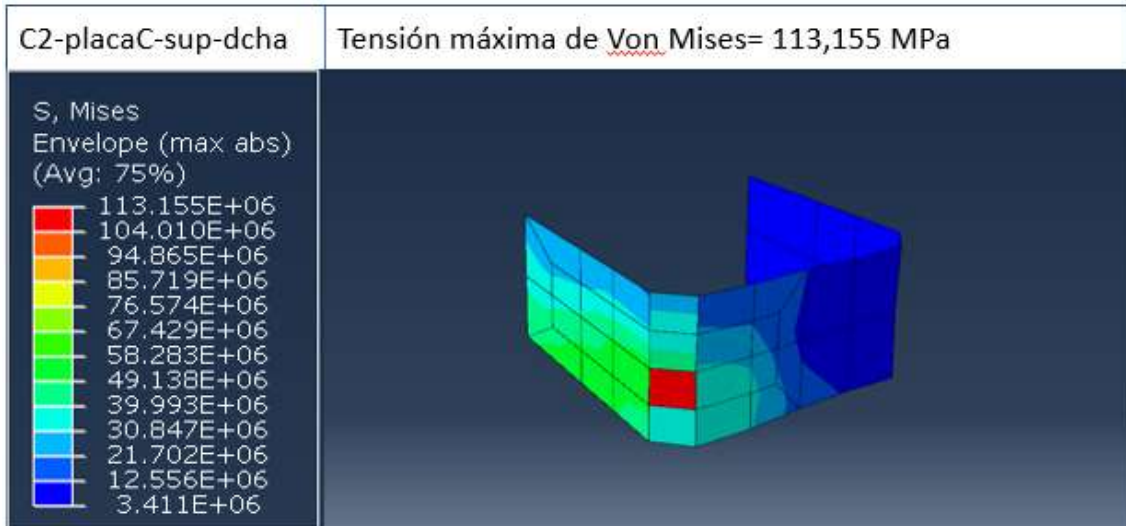 C2-placaC-sup-dcha
Tensión máxima de Von Mises= 113,155 MPa
S, Mises
Envelope (max abs)
(Avg: 75%)
113.155E+06
104.010E+06
94.865E+06
85.719E+06
76.574E+06
67.429E+06
58.283E+06
49.138E+06
39.993E+06
30.847E+06
21.702E+06
12.556E+06
3.411E+06